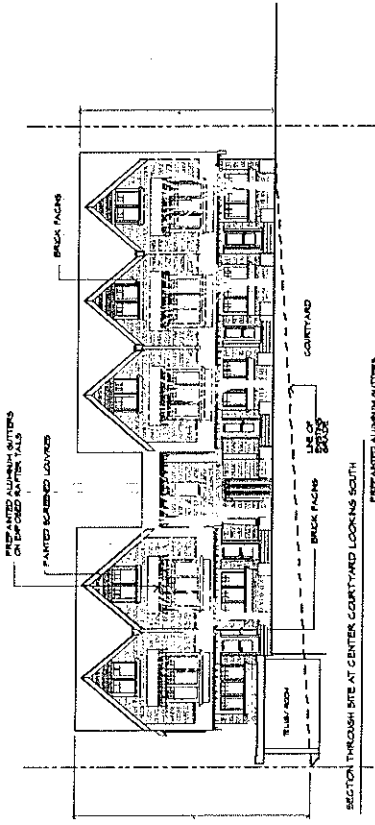 PREPAINTED ALUMINUM GUTTERS
ON EXPOSED RAFTER TAILS
PAINTED SCREENED LOUVRES
BRICK FACING
BRICK FACING
LINE OF
EXISTING
GRADE
COURTYARD
ROOM
SECTION THROUGH SITE AT CENTER COURTYARD LOOKING SOUTH
PREPAINTED ALUMINUM GUTTERS